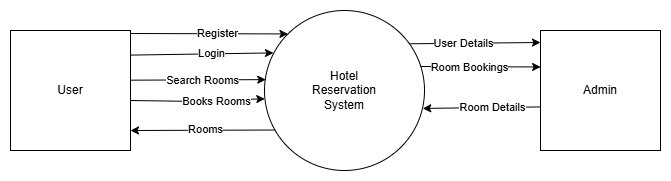 Register
Login
User
Search Rooms
Books Rooms
Rooms
Hotel
Reservation
System
User Details
Room Bookings
Room Details
Admin